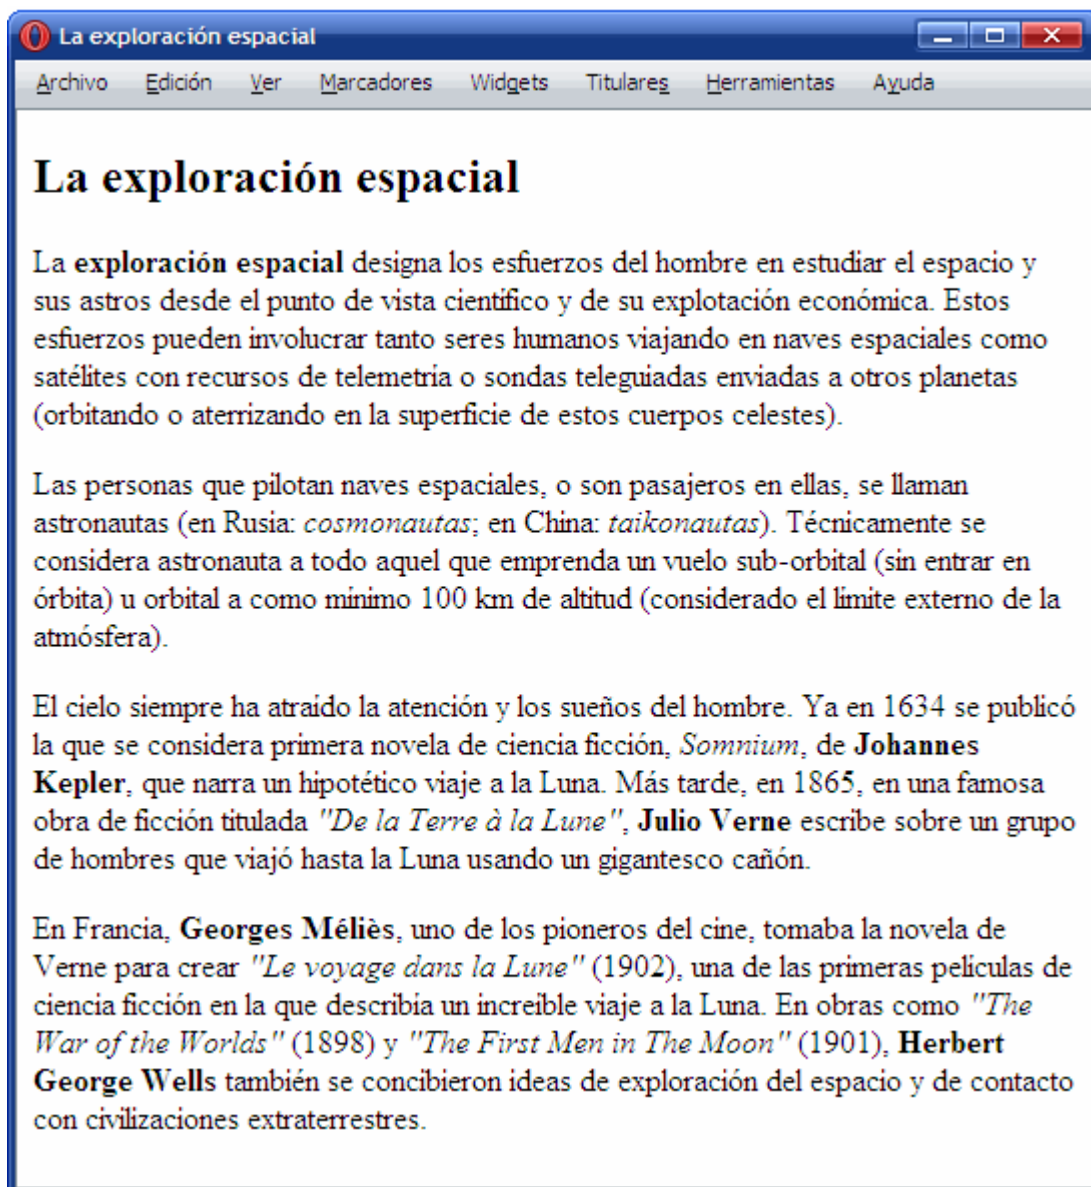 La exploración espacial
Archivo Edición Ver Marcadores Widgets Titulares Herramientas Ayuda
La exploración espacial
La exploración espacial designa los esfuerzos del hombre en estudiar el espacio y
sus astros desde el punto de vista científico y de su explotación económica. Estos
esfuerzos pueden involucrar tanto seres humanos viajando en naves espaciales como
satélites con recursos de telemetría o sondas teleguiadas enviadas a otros planetas
(orbitando o aterrizando en la superficie de estos cuerpos celestes).
Las personas que pilotan naves espaciales, o son pasajeros en ellas, se llaman
astronautas (en Rusia: cosmonautas; en China: taikonautas). Técnicamente se
considera astronauta a todo aquel que emprenda un vuelo sub-orbital (sin entrar en
órbita) u orbital a como mínimo 100 km de altitud (considerado el límite externo de la
atmósfera).
El cielo siempre ha atraído la atención y los sueños del hombre. Ya en 1634 se publicó
la que se considera primera novela de ciencia ficción, Somnium, de Johannes
Kepler, que narra un hipotético viaje a la Luna. Más tarde, en 1865, en una famosa
obra de ficción titulada "De la Terre à la Lune", Julio Verne escribe sobre un grupo
de hombres que viajó hasta la Luna usando un gigantesco cañón.
En Francia, Georges Méliès, uno de los pioneros del cine, tomaba la novela de
Verne para crear "Le voyage dans la Lune" (1902), una de las primeras películas de
ciencia ficción en la que describía un increíble viaje a la Luna. En obras como "The
War of the Worlds" (1898) y "The First Men in The Moon" (1901), Herbert
George Wells también se concibieron ideas de exploración del espacio y de contacto
con civilizaciones extraterrestres.